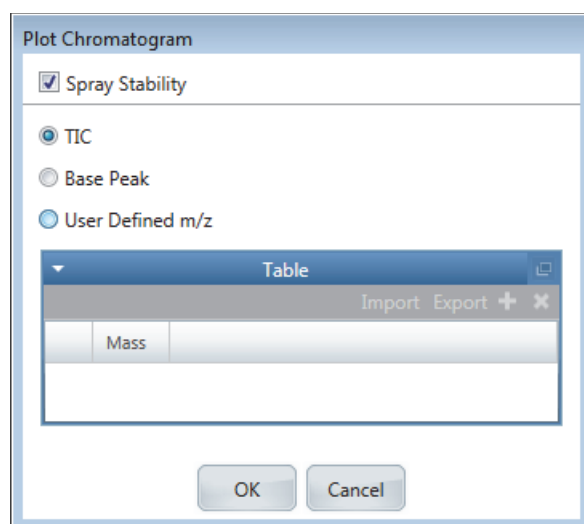 Plot Chromatogram
Spray Stability
TIC
Base Peak
User Defined m/z
Table
Import Export
Mass
OK Cancel